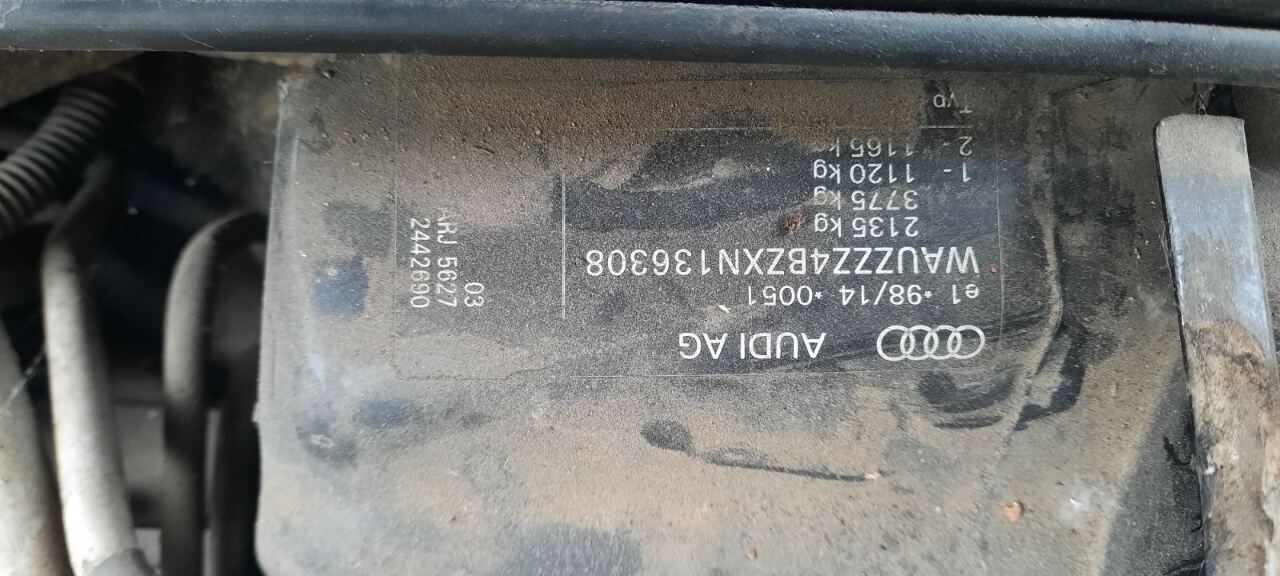 AUDI AG
e1 *98/14 *0051
WAUZZZ4BZXN136308
2135 kg
3775 kg
1 - 1120 kg
2 - 1165 k
Typ
03
5627
2442690